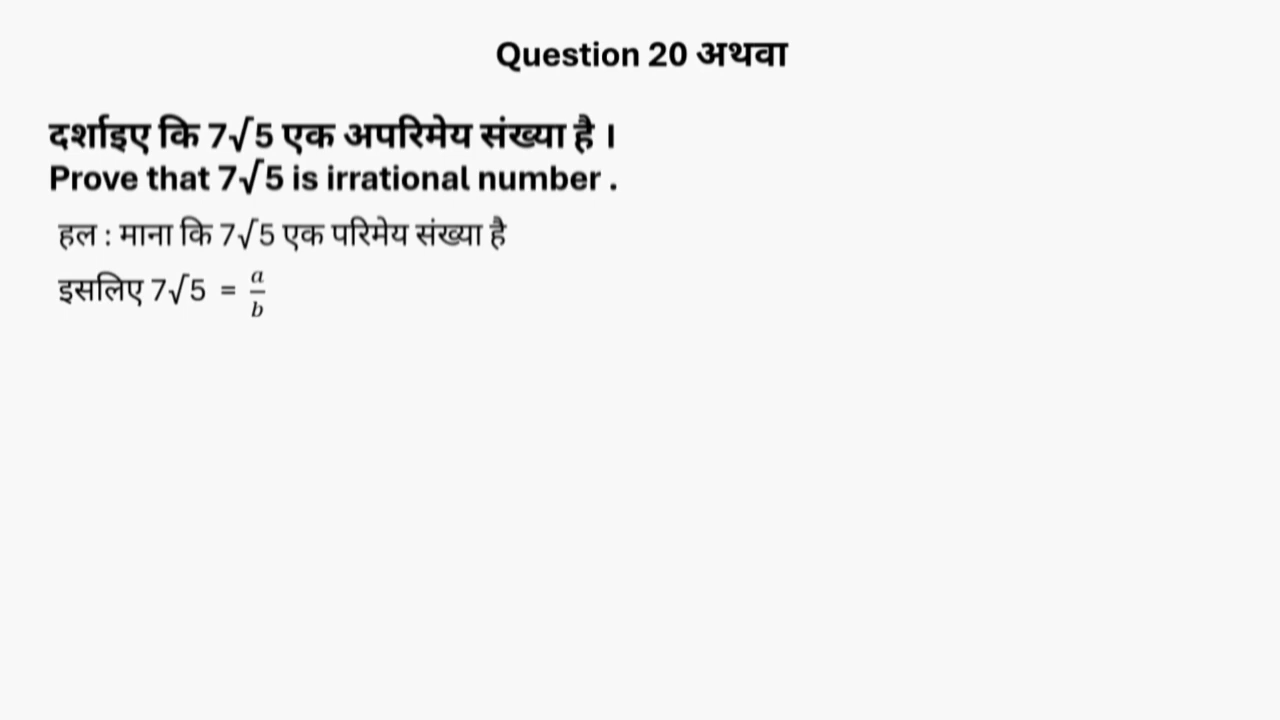 Question 20 अथवा
दर्शाइए कि 7√5 एक अपरिमेय संख्या है ।
Prove that 7√5 is irrational number .
हल : माना कि 7√5 एक परिमेय संख्या है
इसलिए 7√5 = a/b